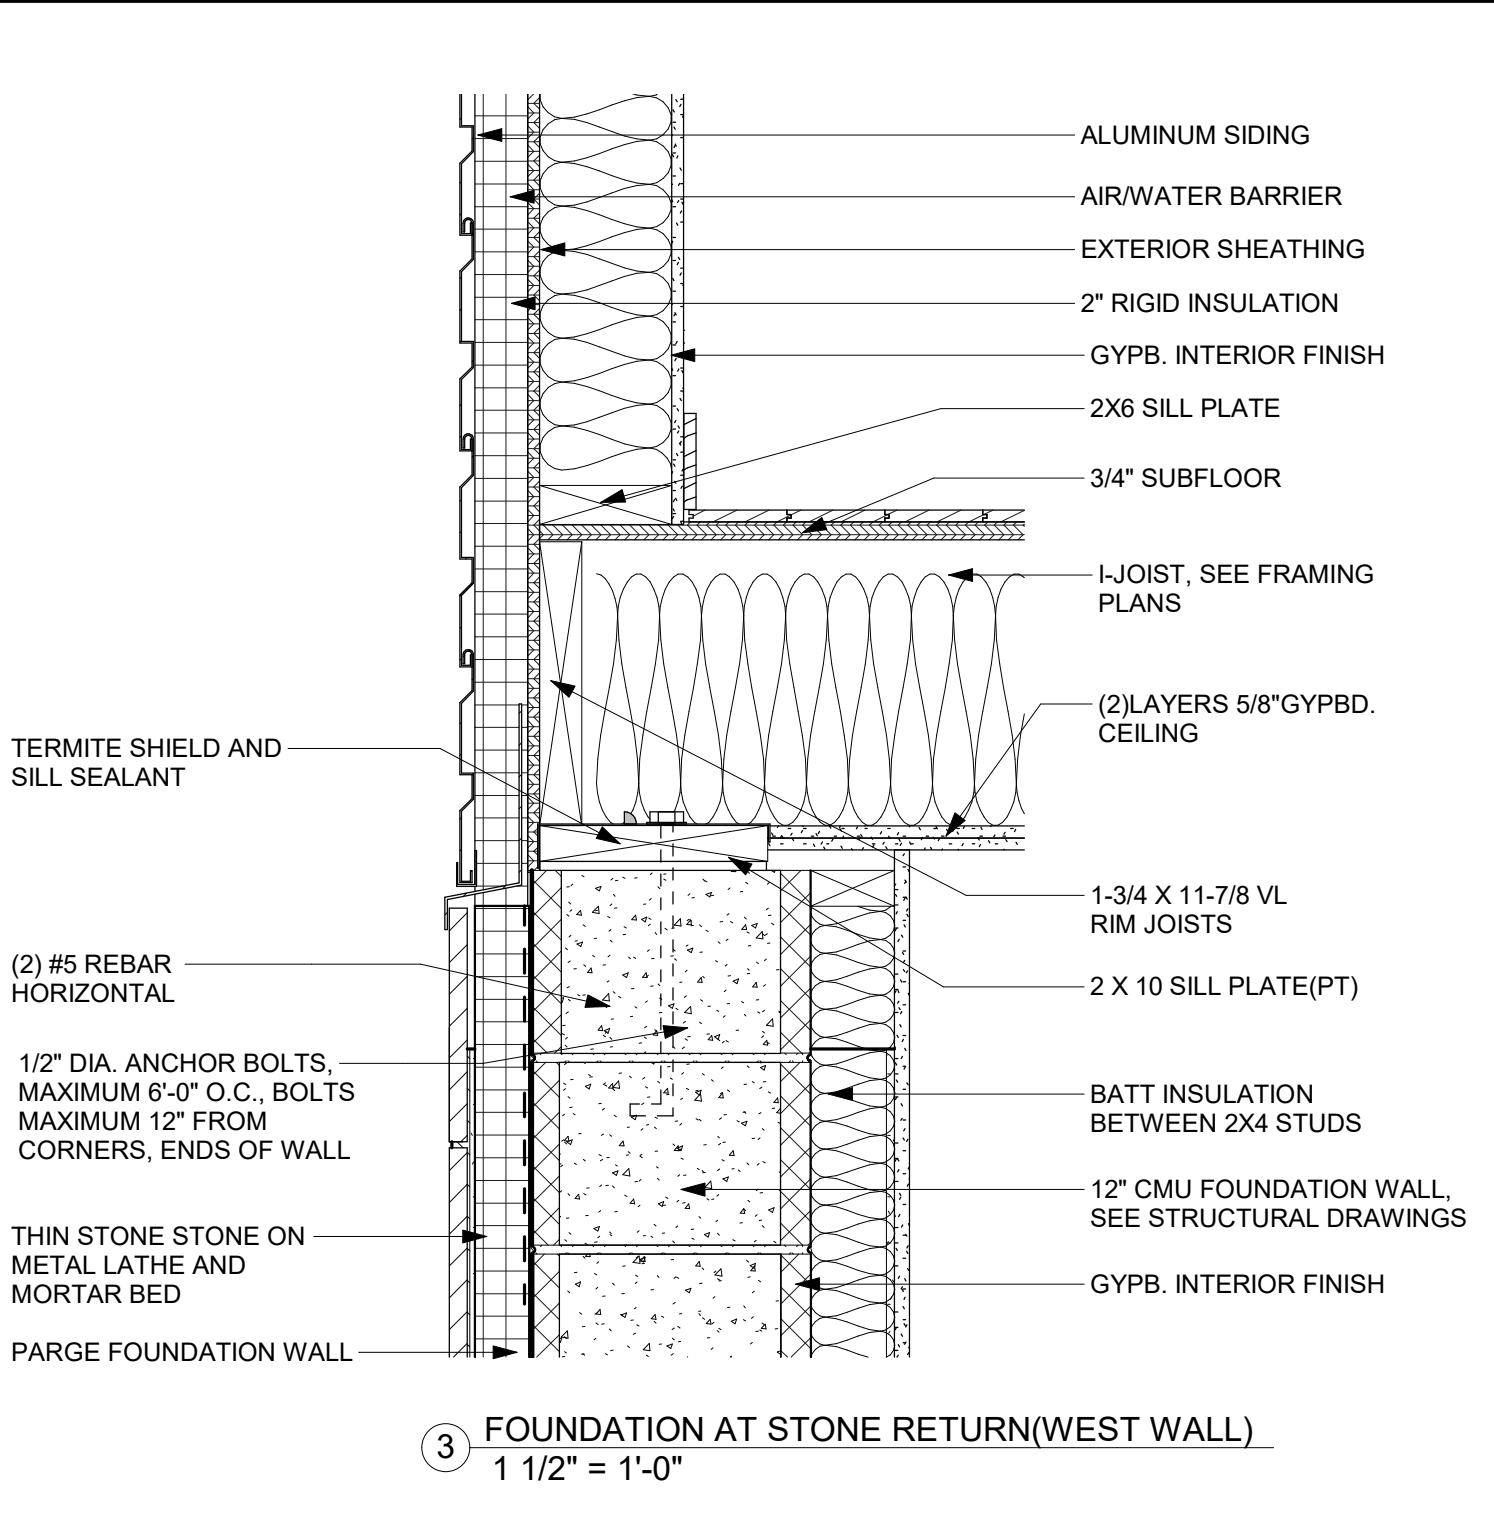 ALUMINUM SIDING
AIR/WATER BARRIER
EXTERIOR SHEATHING
2" RIGID INSULATION
GYPB. INTERIOR FINISH
2X6 SILL PLATE
3/4" SUBFLOOR
I-JOIST, SEE FRAMING
PLANS
(2)LAYERS 5/8"GYPBD.
CEILING
TERMITE SHIELD AND
SILL SEALANT
1-3/4 X 11-7/8 VL
RIM JOISTS
(2) #5 REBAR
HORIZONTAL
2 X 10 SILL PLATE(PT)
1/2" DIA. ANCHOR BOLTS,
MAXIMUM 6'-0" O.C., BOLTS
MAXIMUM 12" FROM
CORNERS, ENDS OF WALL
BATT INSULATION
BETWEEN 2X4 STUDS
12" CMU FOUNDATION WALL,
SEE STRUCTURAL DRAWINGS
THIN STONE STONE ON
METAL LATHE AND
MORTAR BED
GYPB. INTERIOR FINISH
PARGE FOUNDATION WALL
3 FOUNDATION AT STONE RETURN(WEST WALL)
1 1/2" = 1'-0"